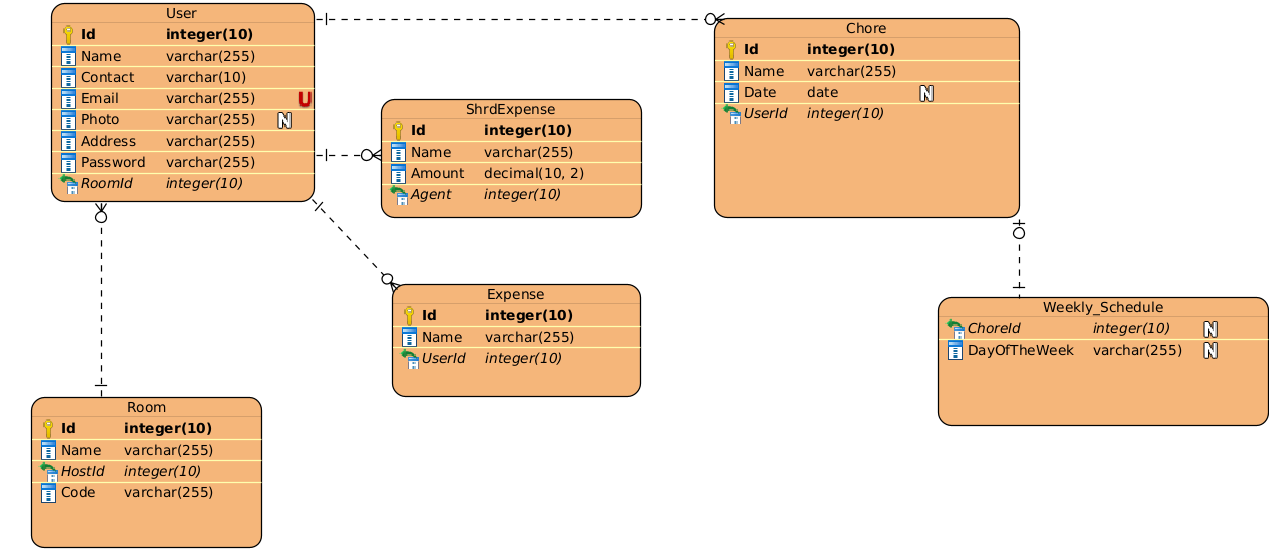 User
Id integer(10)
Name varchar(255)
Contact varchar(10)
Email varchar(255) U
Photo varchar(255) N
Address varchar(255)
Password varchar(255)
RoomId integer(10)
Chore
Id integer(10)
Name varchar(255)
Date date N
UserId integer(10)
ShrdExpense
Id integer(10)
Name varchar(255)
Amount decimal(10, 2)
Agent integer(10)
Expense
Id integer(10)
Name varchar(255)
UserId integer(10)
Weekly_Schedule
ChoreId integer(10) N
DayOfTheWeek varchar(255) N
Room
Id integer(10)
Name varchar(255)
HostId integer(10)
Code varchar(255)